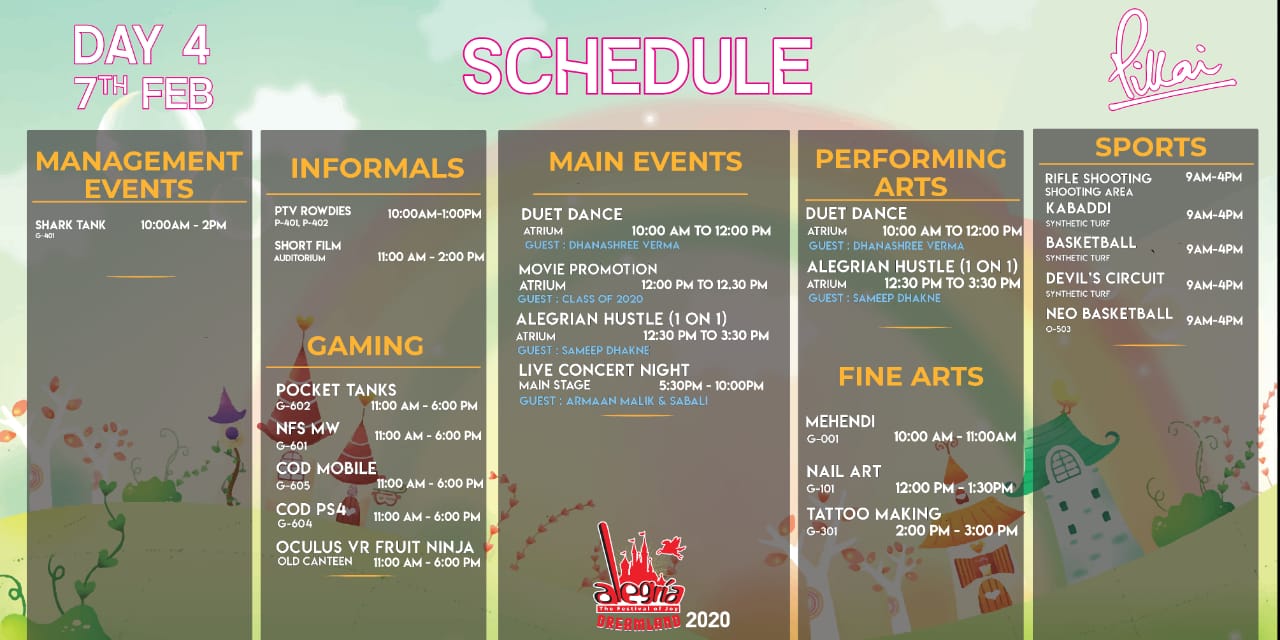 DAY 4
7TH FEB
SCHEDULE
Pillai
MANAGEMENT
EVENTS
SHARK TANK 10:00AM - 2PM
G-401
INFORMALS
PTV ROWDIES 10:00AM-1:00PM
P-401, P-402
SHORT FILM
AUDITORIUM 11:00 AM - 2:00 PM
GAMING
POCKET TANKS
G-602 11:00 AM - 6:00 PM
NFS MW
G-601 11:00 AM - 6:00 PM
COD MOBILE
G-605 11:00 AM - 6:00 PM
COD PS4
G-604 11:00 AM - 6:00 PM
OCULUS VR FRUIT NINJA
OLD CANTEEN 11:00 AM - 6:00 PM
MAIN EVENTS
DUET DANCE
ATRIUM 10:00 AM TO 12:00 PM
GUEST : DHANASHREE VERMA
MOVIE PROMOTION
ATRIUM 12:00 PM TO 12.30 PM
GUEST : CLASS OF 2020
ALEGRIAN HUSTLE (1 ON 1)
ATRIUM 12:30 PM TO 3:30 PM
GUEST : SAMEEP DHAKNE
LIVE CONCERT NIGHT
MAIN STAGE 5:30PM - 10:00PM
GUEST : ARMAAN MALIK & SABALI
alegria
The Festival of Joy
DREAMLAND 2020
PERFORMING
ARTS
DUET DANCE
ATRIUM 10:00 AM TO 12:00 PM
GUEST : DHANASHREE VERMA
ALEGRIAN HUSTLE (1 ON 1)
ATRIUM 12:30 PM TO 3:30 PM
GUEST : SAMEEP DHAKNE
FINE ARTS
MEHENDI
G-001 10:00 AM - 11:00AM
NAIL ART
G-101 12:00 PM - 1:30PM
TATTOO MAKING
G-301 2:00 PM - 3:00 PM
SPORTS
RIFLE SHOOTING 9AM-4PM
SHOOTING AREA
KABADDI 9AM-4PM
SYNTHETIC TURF
BASKETBALL 9AM-4PM
SYNTHETIC TURF
DEVIL'S CIRCUIT 9AM-4PM
SYNTHETIC TURF
NEO BASKETBALL 9AM-4PM
O-503